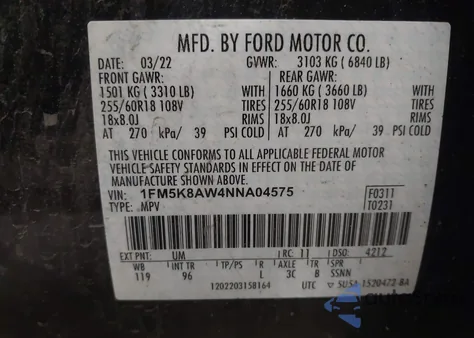 MFD. BY FORD MOTOR CO.
DATE: 03/22 GVWR: 3103 KG ( 6840 LB)
FRONT GAWR: REAR GAWR:
1501 KG ( 3310 LB) WITH 1660 KG ( 3660 LB) WITH
255/60R18 108V TIRES 255/60R18 108V TIRES
18x8.0J RIMS 18x8.0J RIMS
AT 270 kPa/ 39 PSI COLD AT 270 kPa/ 39 PSI COLD
THIS VEHICLE CONFORMS TO ALL APPLICABLE FEDERAL MOTOR
VEHICLE SAFETY STANDARDS IN EFFECT ON THE DATE OF
MANUFACTURE SHOWN ABOVE.
VIN: 1FM5K8AW4NNA04575 F0311
TYPE: MPV T0231
EXT PNT: UM RC: 11 DSO: 4212
WB INT TR TP/PS R AXLE TR SPR
119 96 L 3C B SSNN
1202203158164 UTC 5U5A-1520472-BA